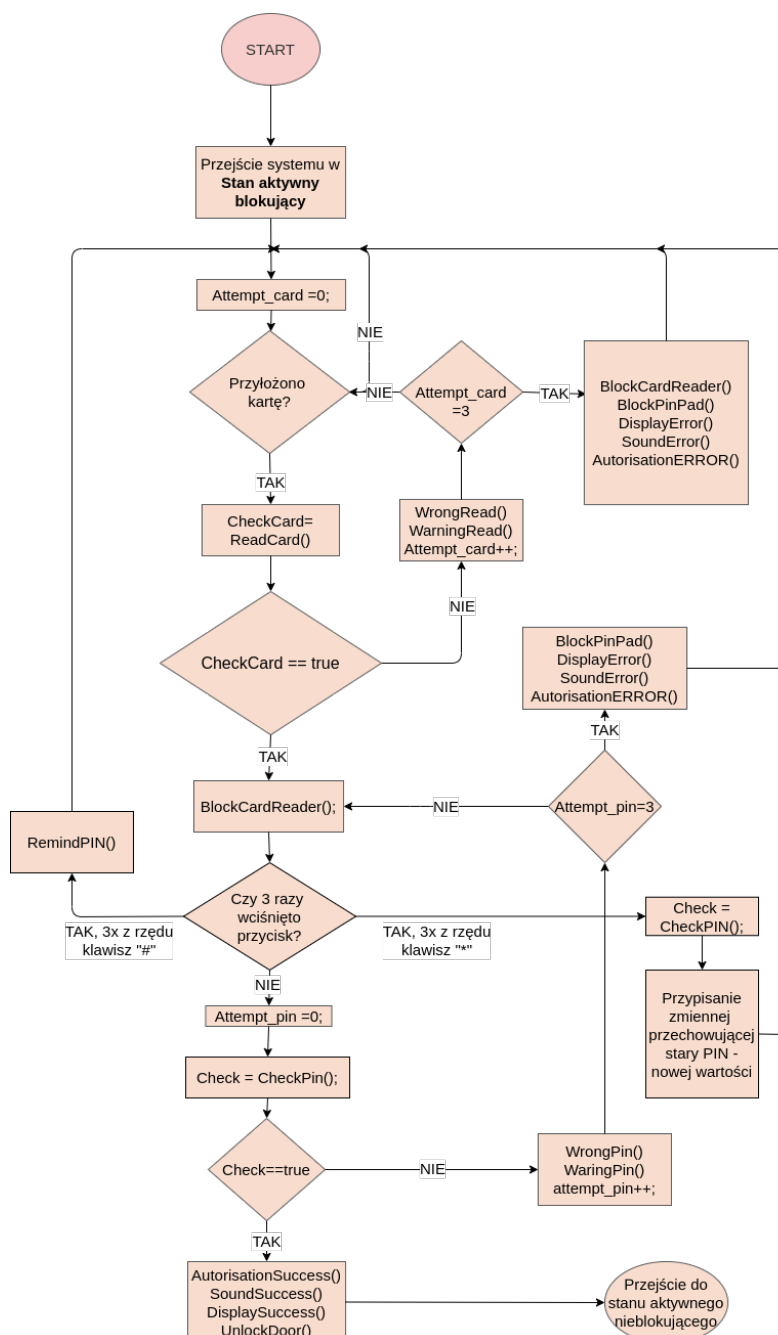 START
Przejście systemu w
Stan aktywny
blokujący
Attempt_card =0;
NIE
Przyłożono
kartę?
NIE
Attempt_card
=3
TAK
BlockCardReader()
BlockPinPad()
DisplayError()
SoundError()
AutorisationERROR()
TAK
CheckCard=
ReadCard()
WrongRead()
WarningRead()
Attempt_card++;
NIE
CheckCard == true
BlockPinPad()
DisplayError()
SoundError()
AutorisationERROR()
TAK
TAK
BlockCardReader();
NIE
Attempt_pin=3
RemindPIN()
Czy 3 razy
wciśnięto
przycisk?
TAK, 3x z rzędu
klawisz "#"
TAK, 3x z rzędu
klawisz "*"
Check =
CheckPIN();
NIE
Attempt_pin =0;
Przypisanie
zmiennej
przechowującej
stary PIN -
nowej wartości
Check = CheckPin();
Check==true
NIE
WrongPin()
WaringPin()
attempt_pin++;
TAK
AutorisationSuccess()
SoundSuccess()
DisplaySuccess()
UnlockDoor()
Przejście do
stanu aktywnego
nieblokującego